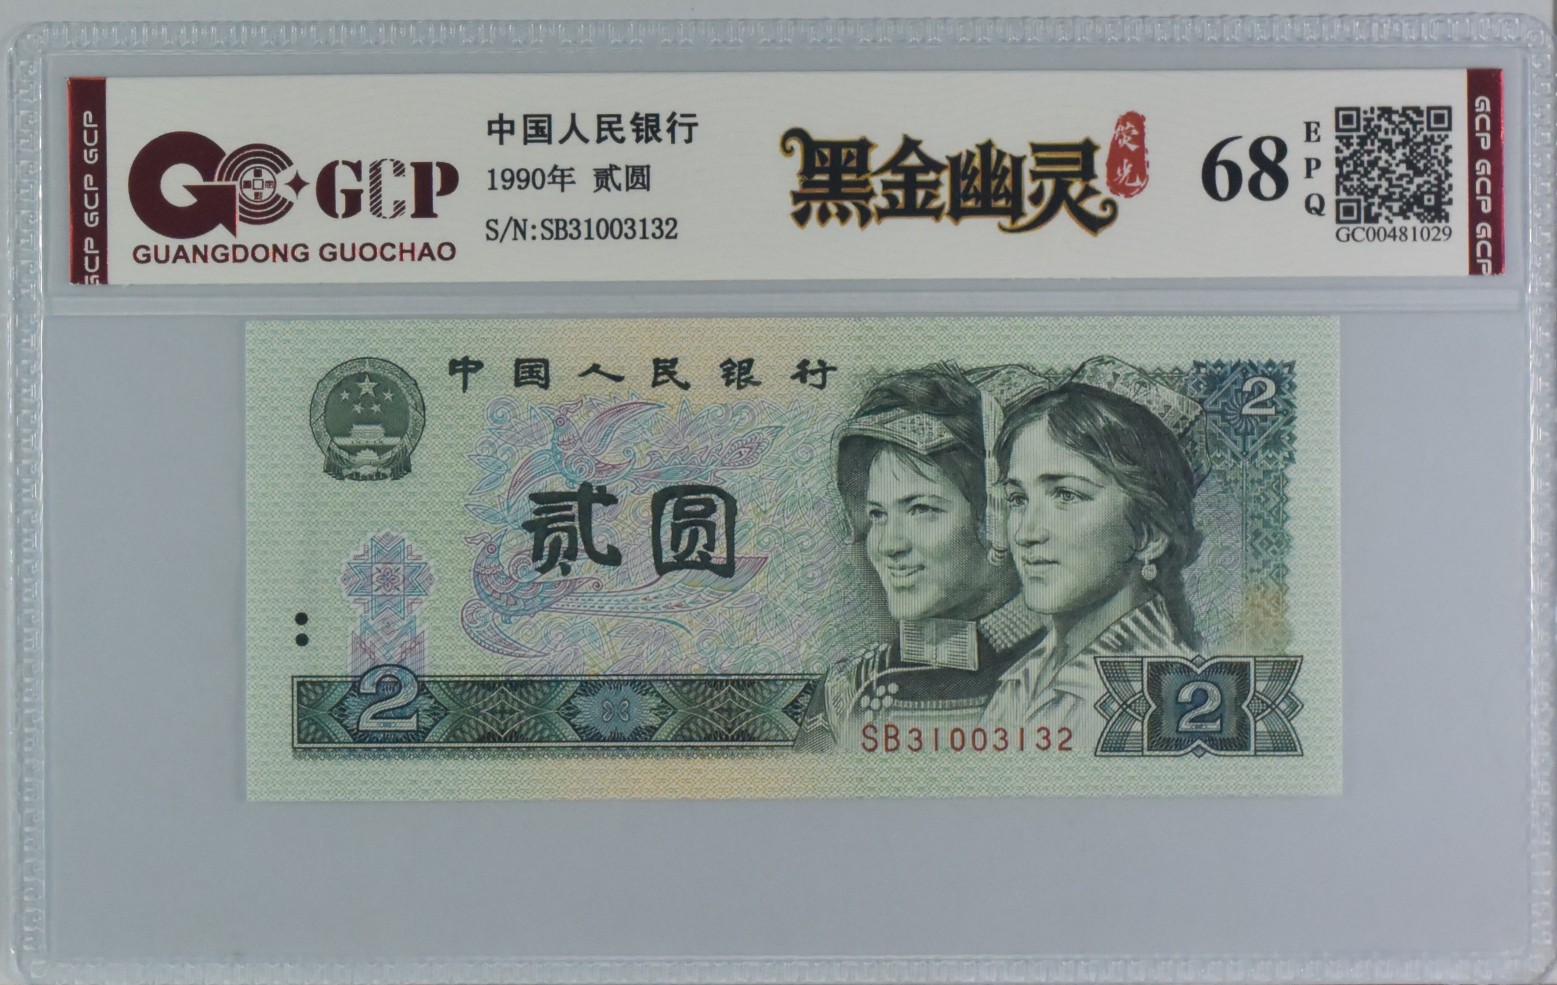 GCP GCP GCP
GCP
GUANGDONG GUOCHAO
中国人民银行
1990年 贰圆
S/N:SB31003132
黑金幽灵
荧光
68
EPQ
GC00481029
GCP GCP GCP
中国人民银行
2
贰圆
2
SB31003132
2